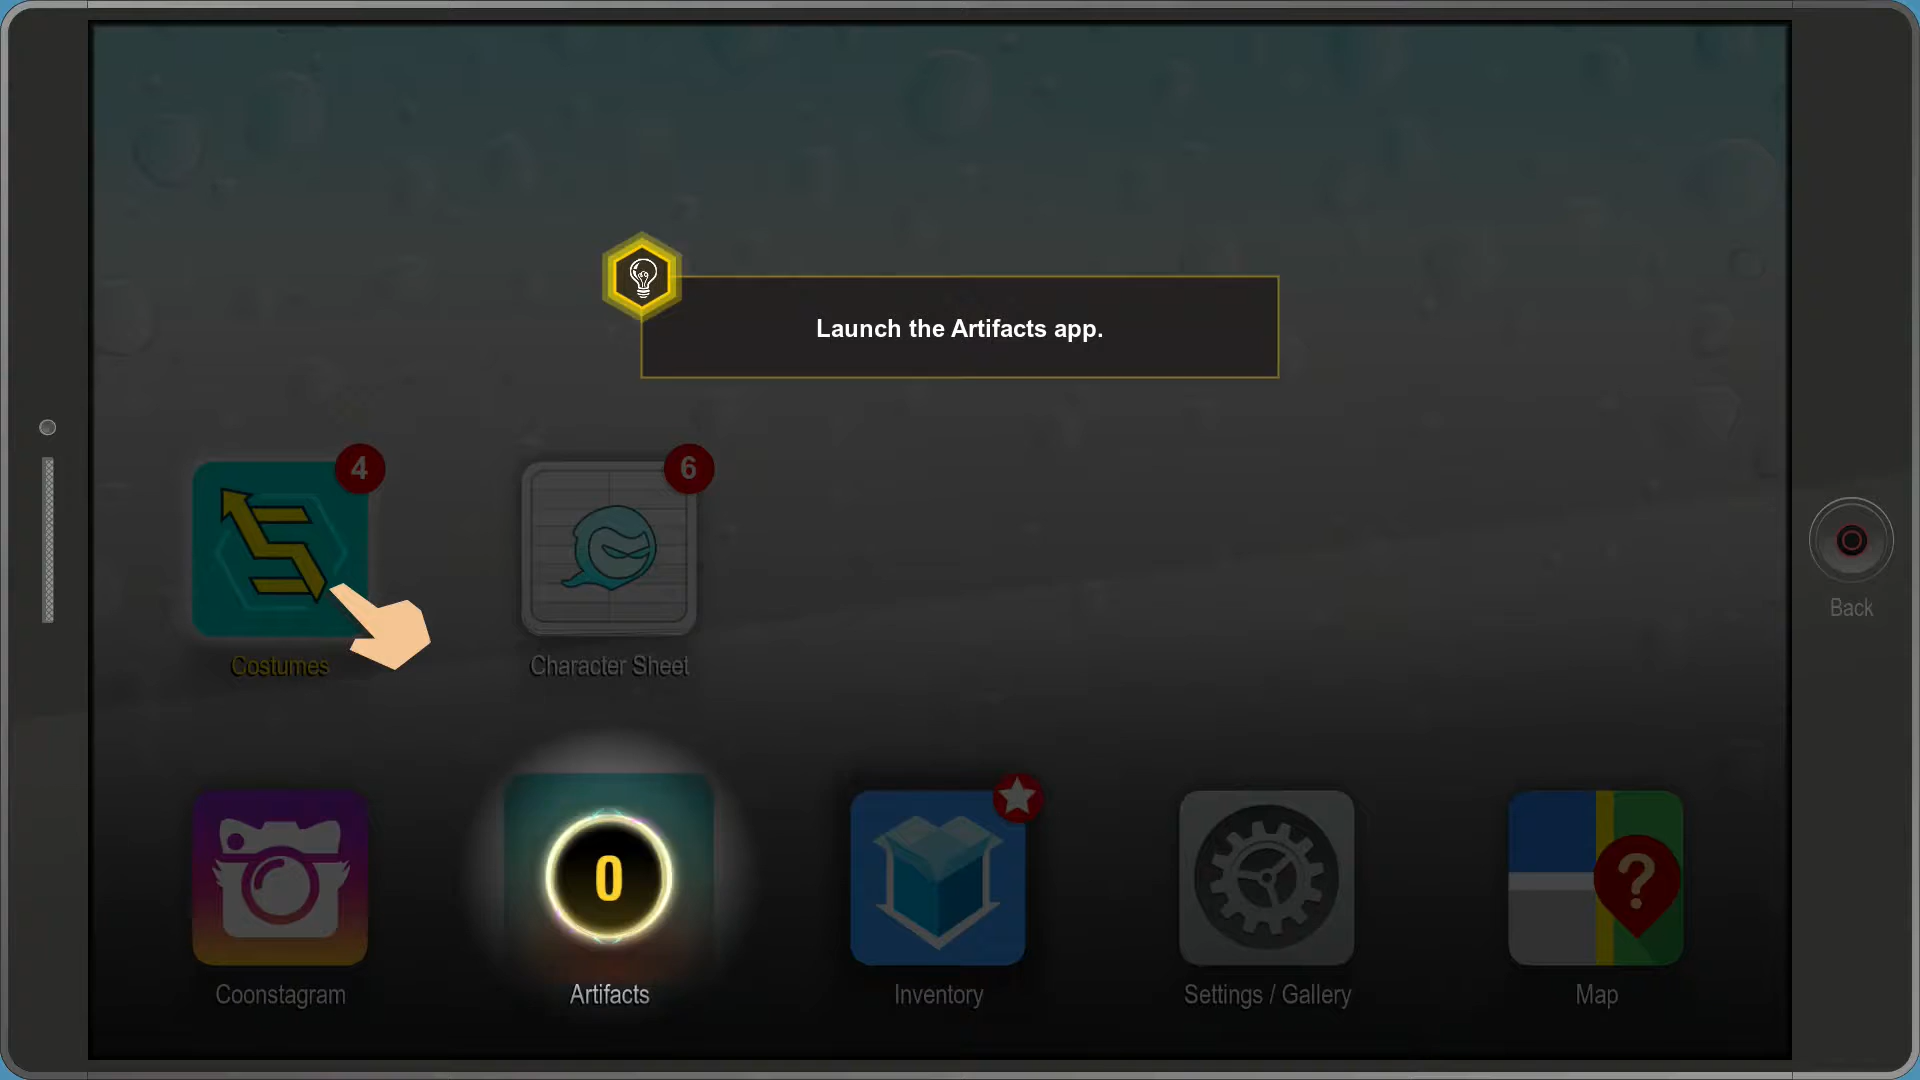 Launch the Artifacts app.
4
6
Costumes
Character Sheet
Back
0
?
Coonstagram
Artifacts
Inventory
Settings / Gallery
Map